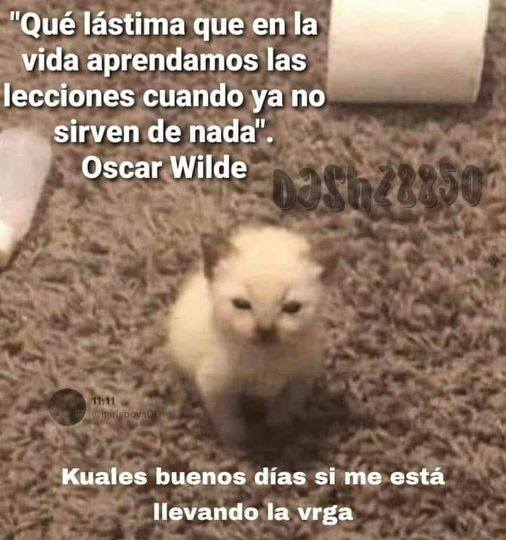 "Qué lástima que en la
vida aprendamos las
lecciones cuando ya no
sirven de nada".
Oscar Wilde
Dash28850
11:11
Kuales buenos días si me está
llevando la vrga